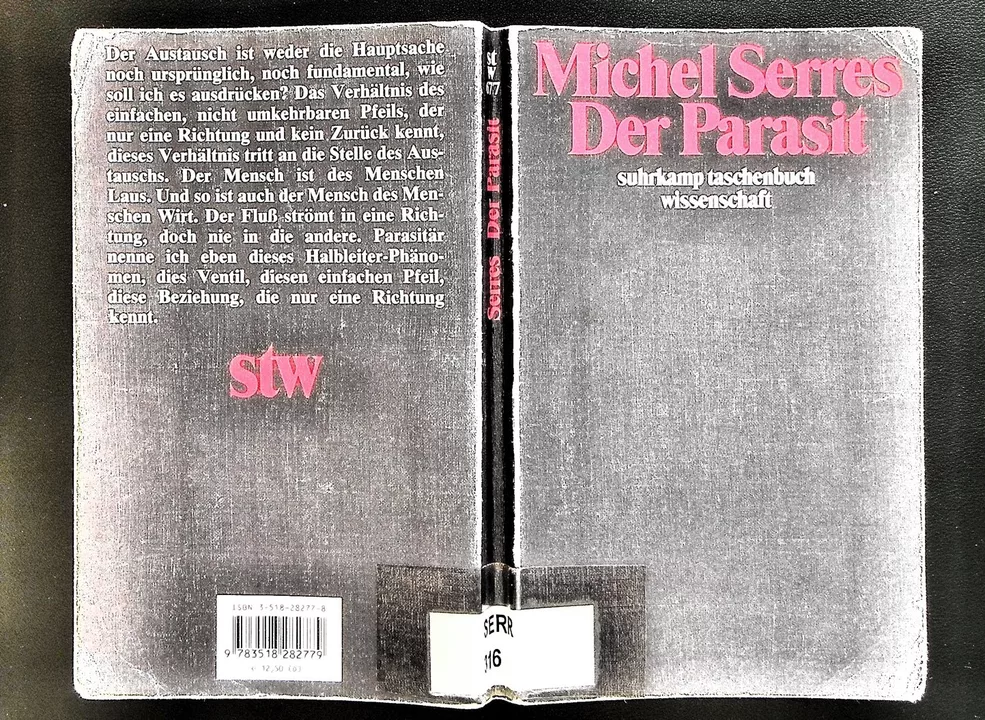 Der Austausch ist weder die Hauptsache
noch ursprünglich, noch fundamental, wie
soll ich es ausdrücken? Das Verhältnis des
einfachen, nicht umkehrbaren Pfeils, der
nur eine Richtung und kein Zurück kennt,
dieses Verhältnis tritt an die Stelle des Aus-
tauschs. Der Mensch ist des Menschen
Laus. Und so ist auch der Mensch des Men-
schen Wirt. Der Fluß strömt in eine Rich-
tung, doch nie in die andere. Parasitär
nenne ich eben dieses Halbleiter-Phäno-
men, dies Ventil, diesen einfachen Pfeil,
diese Beziehung, die nur eine Richtung
kennt.
stw
ISBN 3-518-28277-8
9 783518 282779
Serres Der Parasit
SERR
Michel Serres
Der Parasit
suhrkamp taschenbuch
wissenschaft